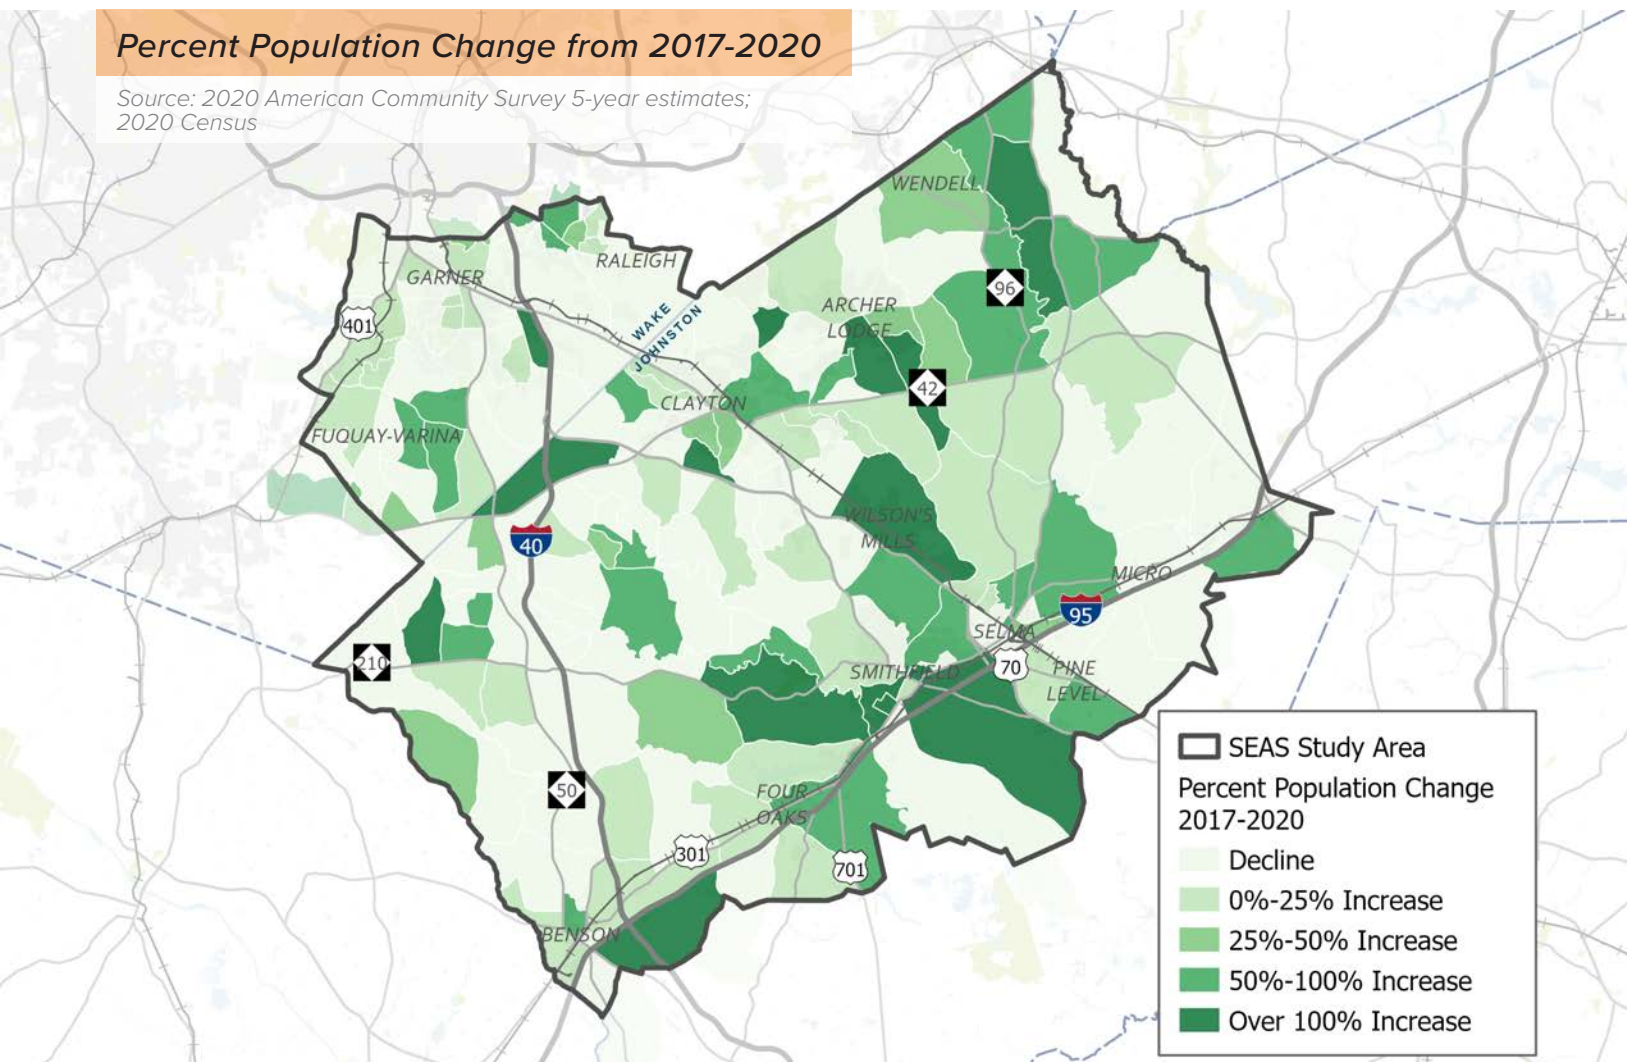 Percent Population Change from 2017-2020
Source: 2020 American Community Survey 5-year estimates;
2020 Census
WENDELL
RALEIGH
GARNER
96
401
WAKE
JOHNSTON
ARCHER
LODGE
42
CLAYTON
FUQUAY-VARINA
WILSON'S
MILLS
40
MICRO
95
SELMA
210
SMITHFIELD
70
PINE
LEVEL
50
FOUR
OAKS
301
701
BENSON
SEAS Study Area
Percent Population Change
2017-2020
Decline
0%-25% Increase
25%-50% Increase
50%-100% Increase
Over 100% Increase